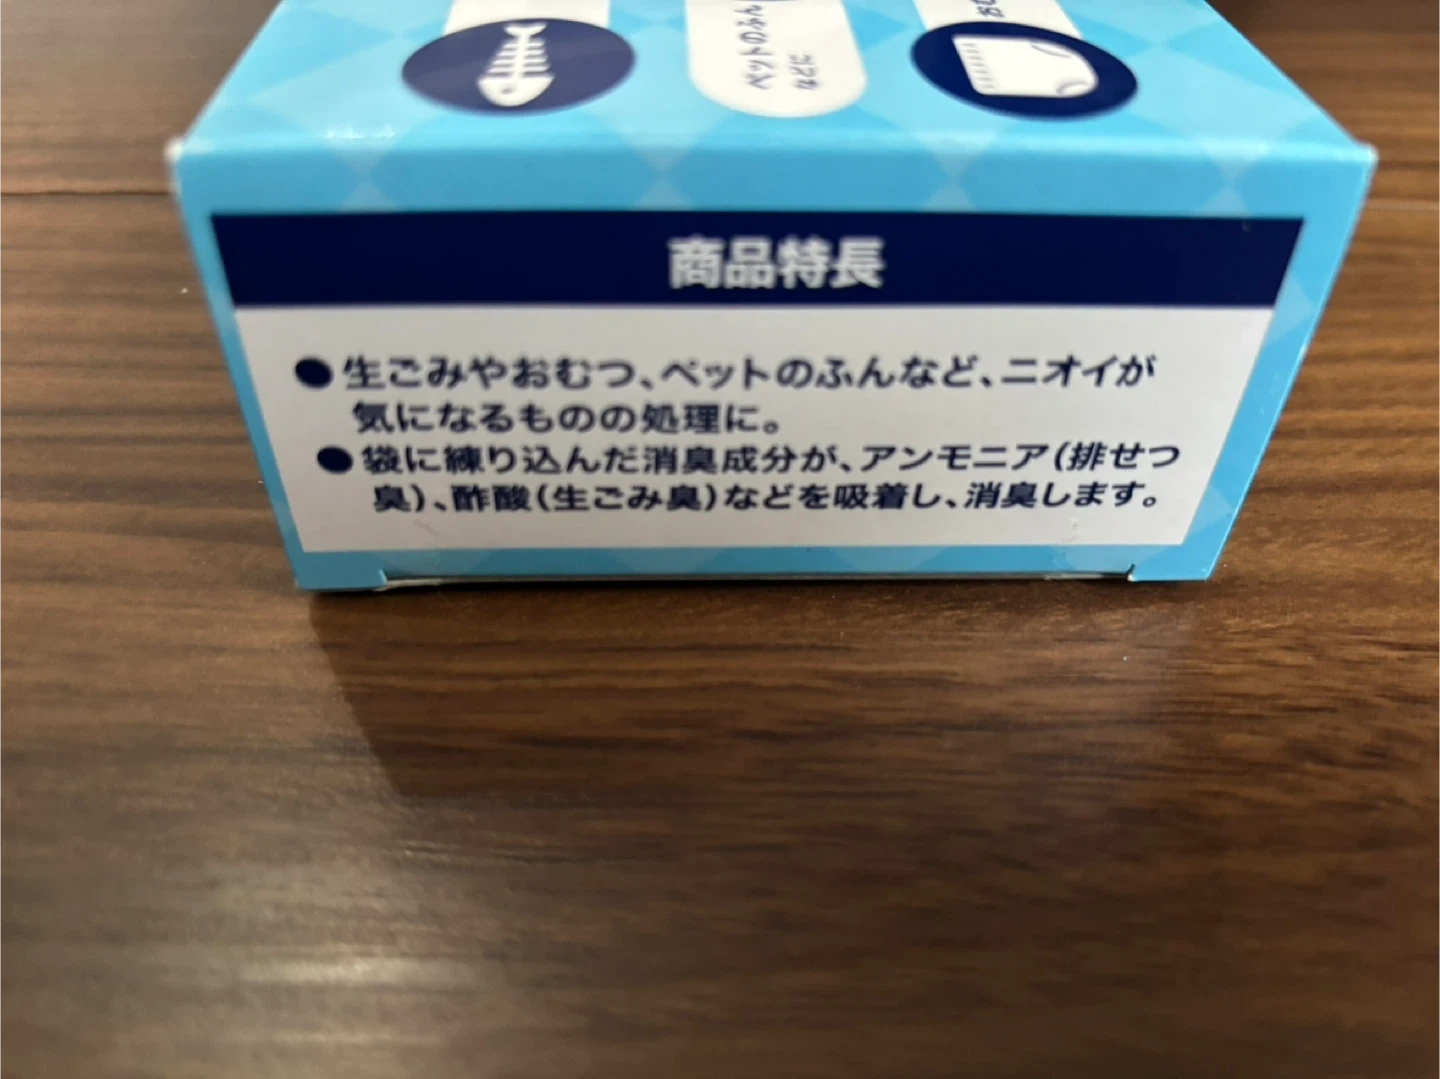 ペットのふん
などに
お
商品特長
●生ごみやおむつ、ペットのふんなど、ニオイが
気になるものの処理に。
●袋に練り込んだ消臭成分が、アンモニア(排せつ
臭)、酢酸(生ごみ臭)などを吸着し、消臭します。